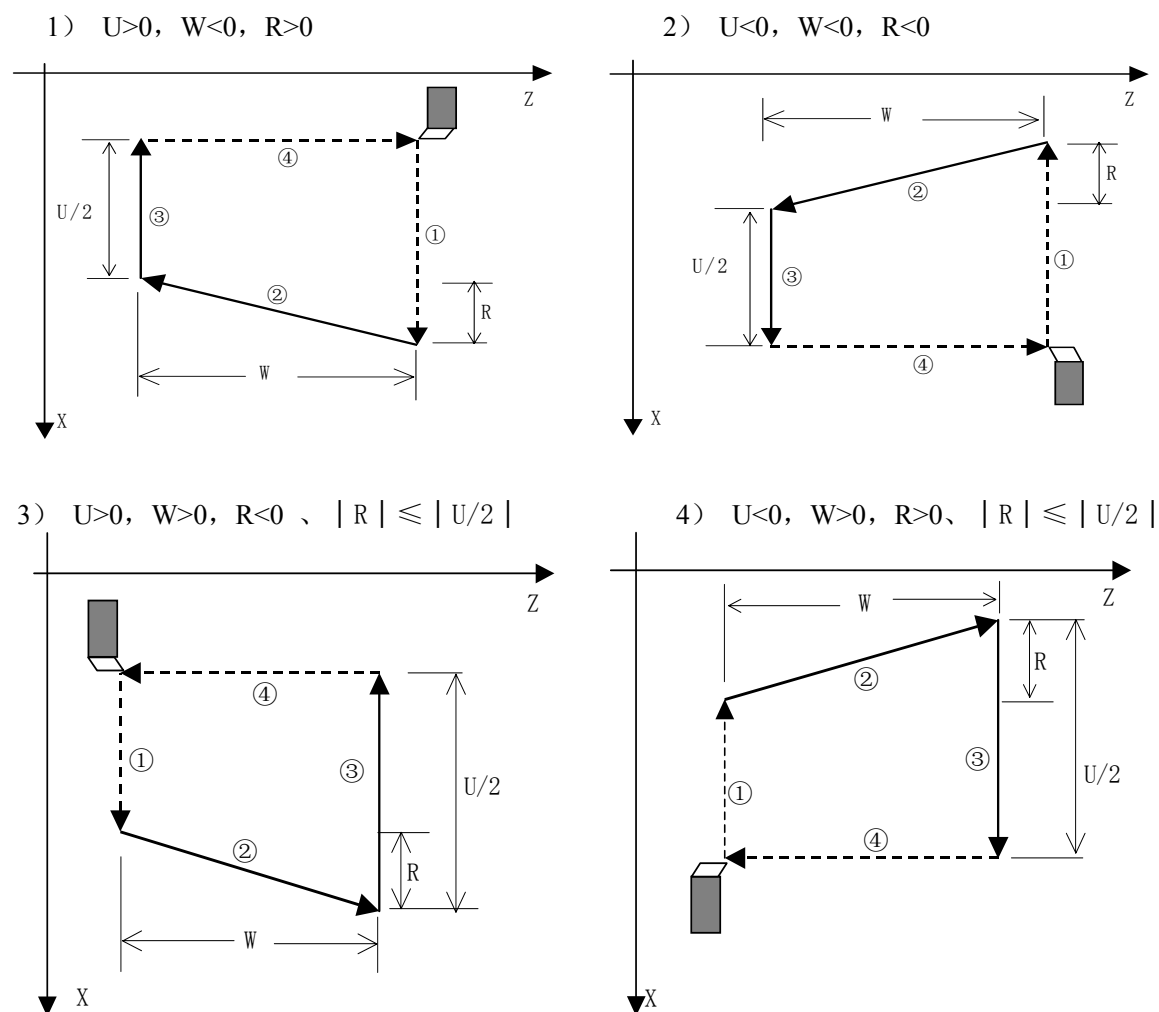 1） U>0，W<0，R>0
Z
④
U/2
③
①
②
R
W
X
2） U<0，W<0，R<0
Z
W
R
②
U/2
①
③
④
X
3） U>0，W>0，R<0 、｜R｜≤｜U/2｜
Z
④
①
③
U/2
②
R
W
X
4） U<0，W>0，R>0、｜R｜≤｜U/2｜
W
Z
R
②
③
U/2
①
④
X